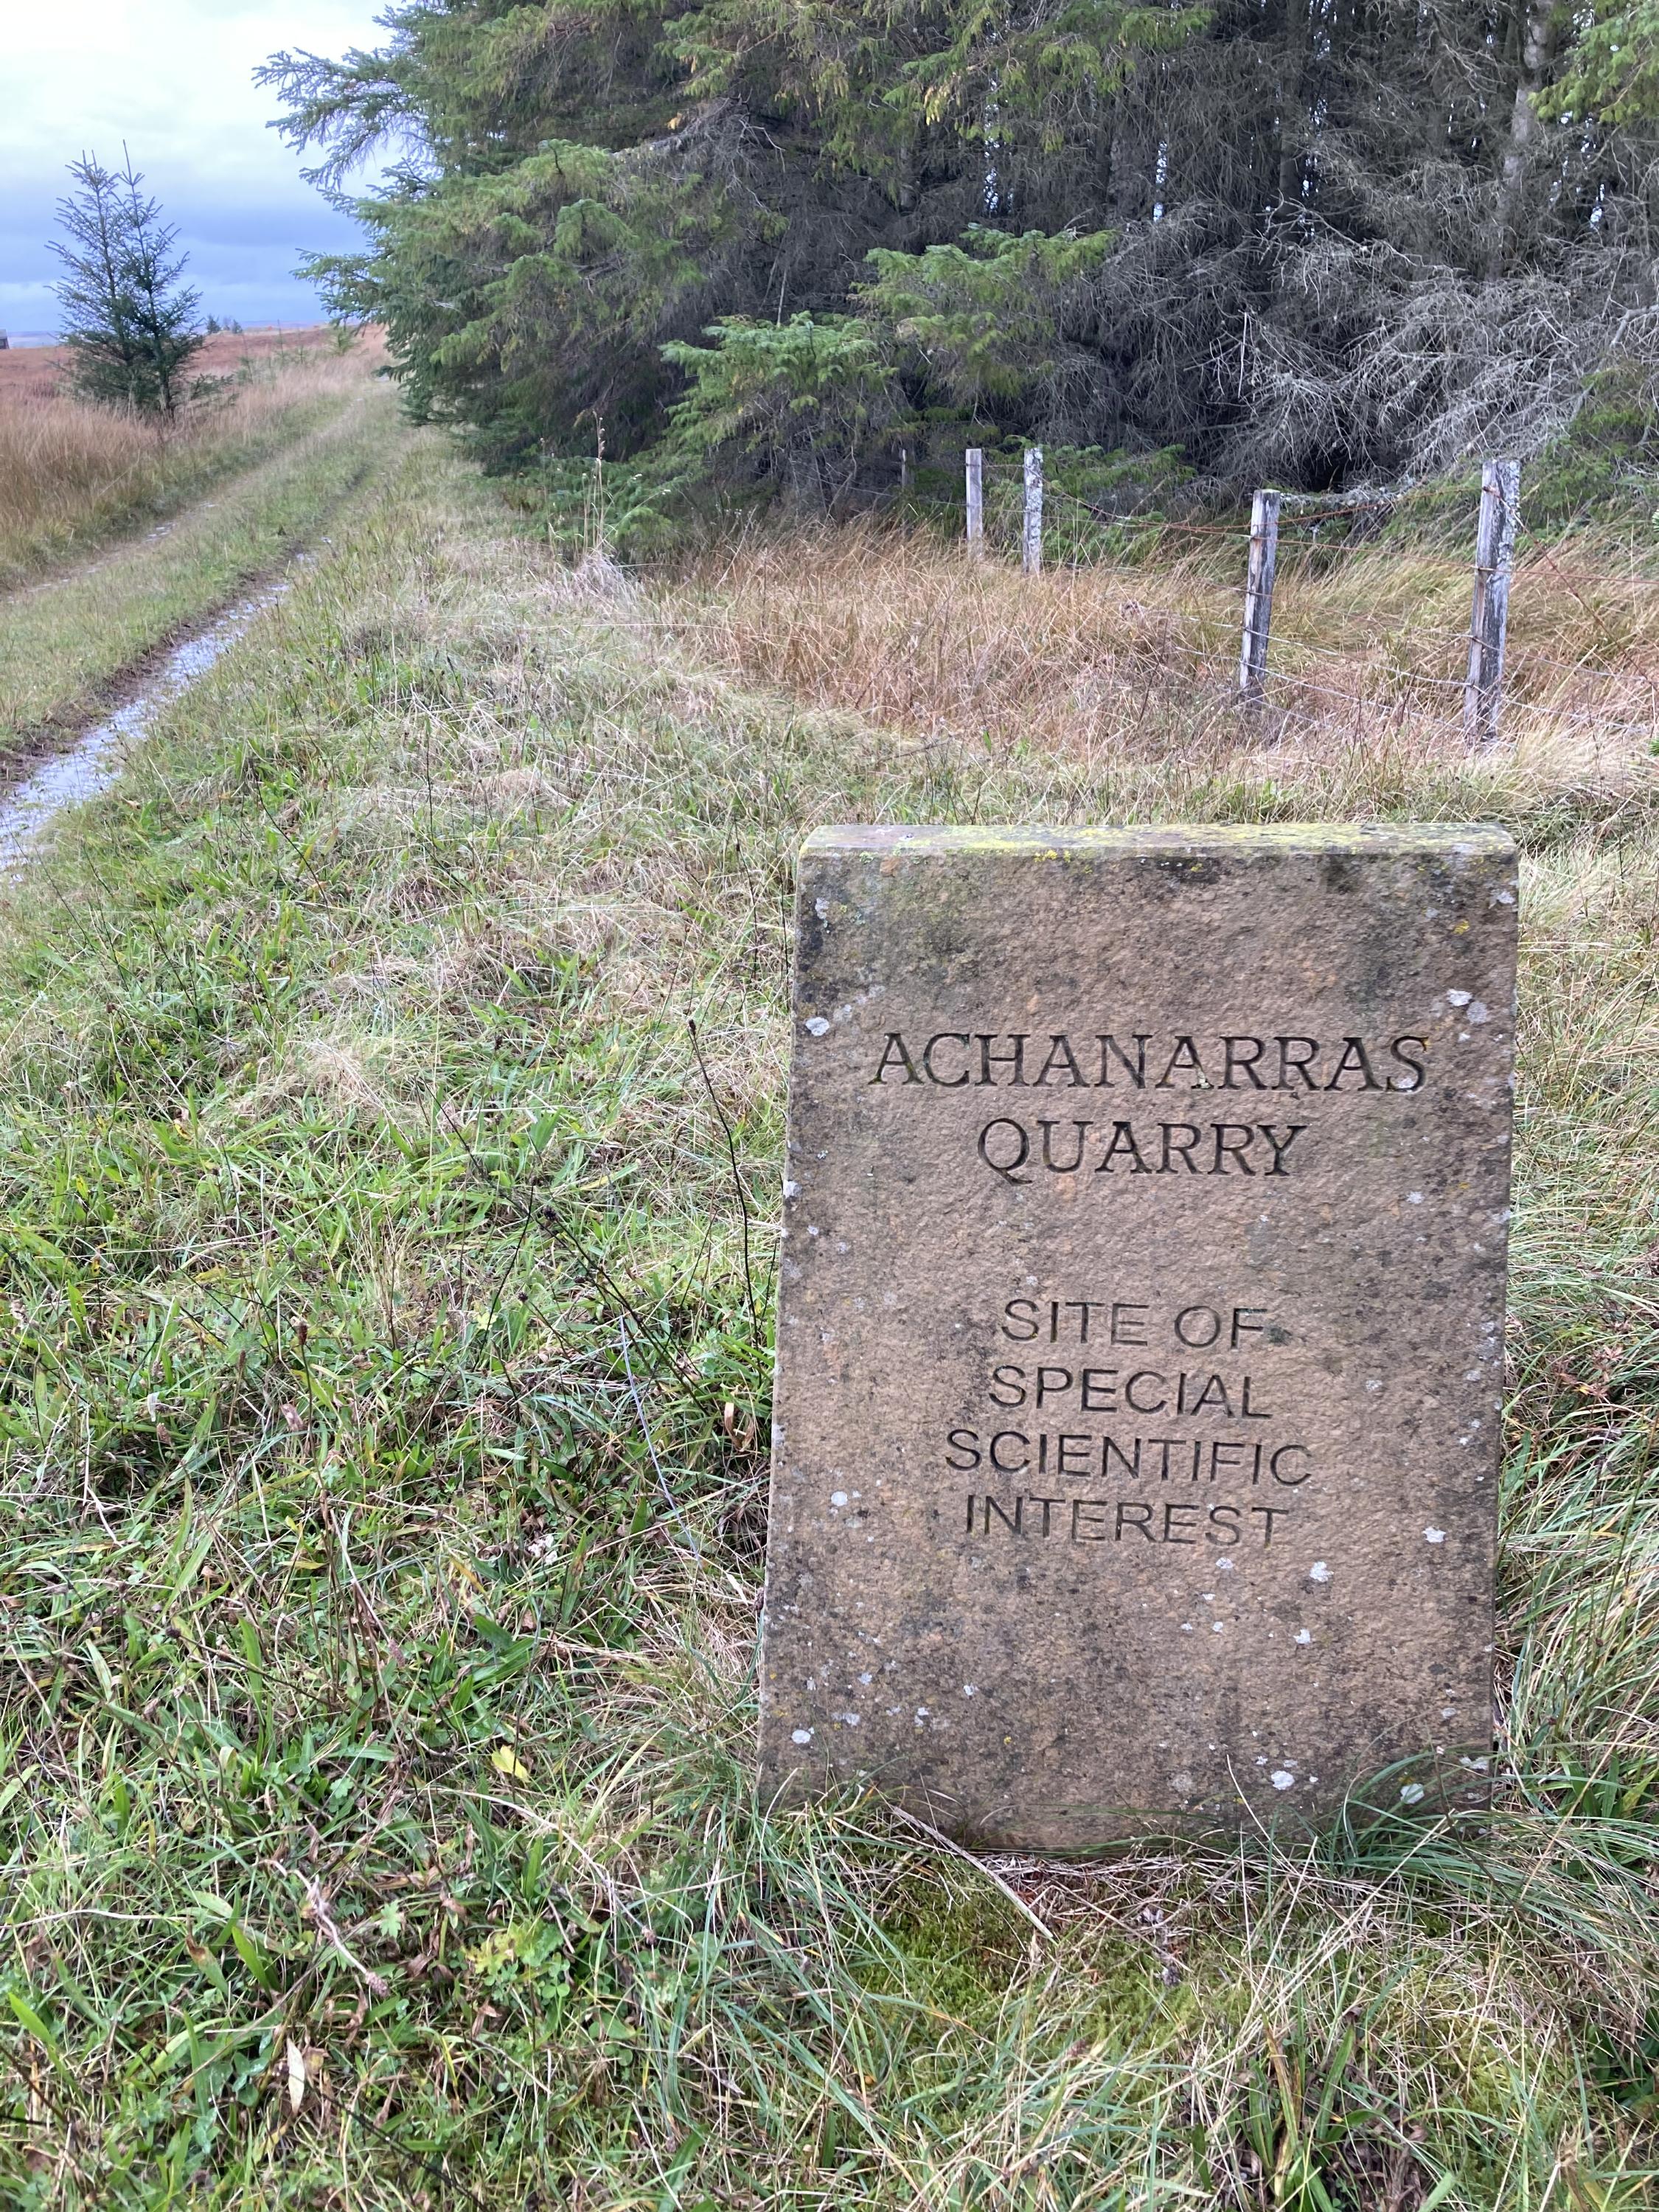 ACHANARRAS
QUARRY
SITE OF
SPECIAL
SCIENTIFIC
INTEREST